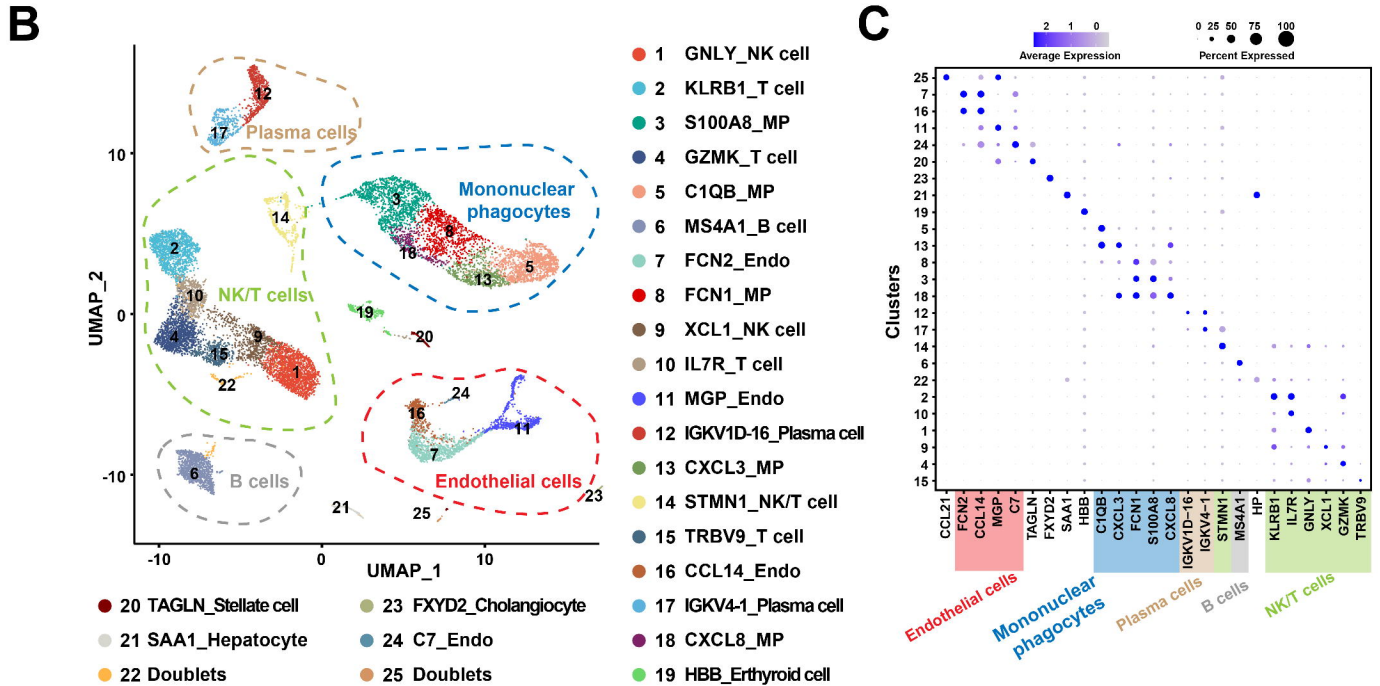 B
UMAP_2
10
0
-10
-10
0
10
UMAP_1
12
17
Plasma cells
14
2
10
NK/T cells
4
15
9
1
22
Mononuclear
phagocytes
3
8
18
13
5
19
20
24
16
11
7
Endothelial cells
23
6
B cells
21
25
1 GNLY_NK cell
2 KLRB1_T cell
3 S100A8_MP
4 GZMK_T cell
5 C1QB_MP
6 MS4A1_B cell
7 FCN2_Endo
8 FCN1_MP
9 XCL1_NK cell
10 IL7R_T cell
11 MGP_Endo
12 IGKV1D-16_Plasma cell
13 CXCL3_MP
14 STMN1_NK/T cell
15 TRBV9_T cell
16 CCL14_Endo
17 IGKV4-1_Plasma cell
18 CXCL8_MP
19 HBB_Erthyroid cell
20 TAGLN_Stellate cell
21 SAA1_Hepatocyte
22 Doublets
23 FXYD2_Cholangiocyte
24 C7_Endo
25 Doublets
C
2 1 0
Average Expression
0 25 50 75 100
Percent Expressed
Clusters
25
7
16
11
24
20
23
21
19
5
13
8
3
18
12
17
14
6
22
2
10
1
9
4
15
CCL21
FCN2
CCL14
MGP
C7
TAGLN
FXYD2
SAA1
HBB
C1QB
CXCL3
FCN1
S100A8
CXCL8
IGKV1D-16
IGKV4-1
STMN1
MS4A1
HP
KLRB1
IL7R
GNLY
XCL1
GZMK
TRBV9
Endothelial cells
Mononuclear
phagocytes
Plasma cells
B cells
NK/T cells